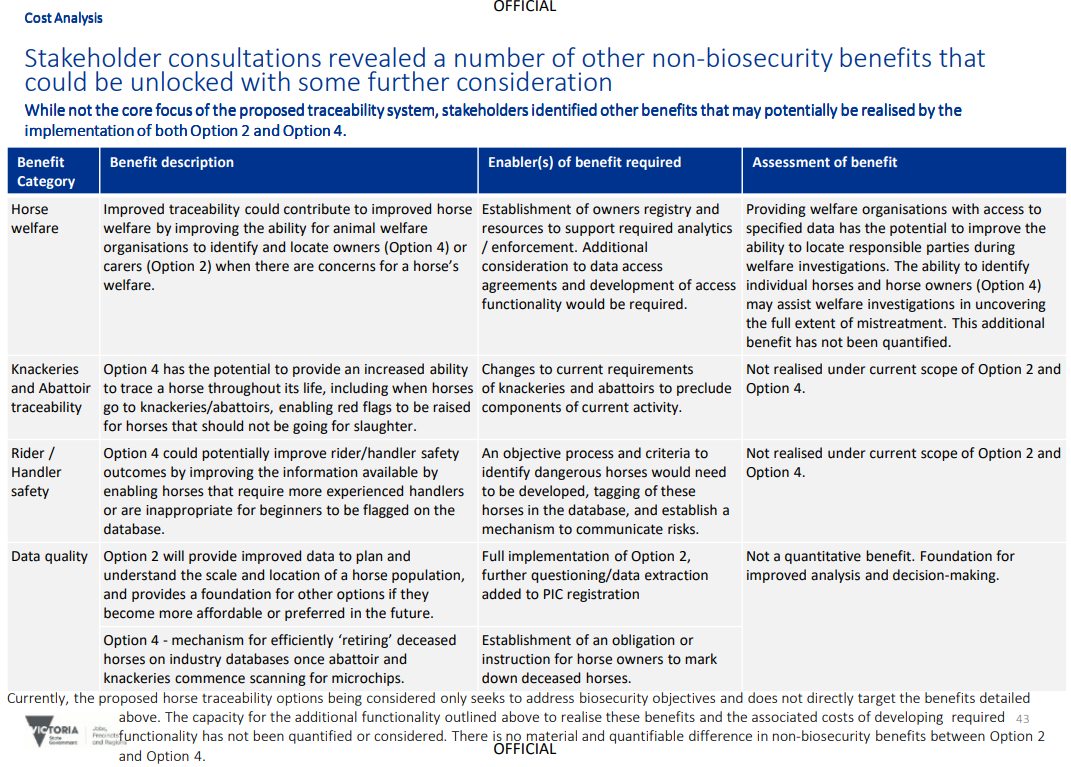 OFFICIAL
Cost Analysis
Stakeholder consultations revealed a number of other non-biosecurity benefits that
could be unlocked with some further consideration
While not the core focus of the proposed traceability system, stakeholders identified other benefits that may potentially be realised by the
implementation of both Option 2 and Option 4.
Benefit
Category
Benefit description
Enabler(s) of benefit required
Assessment of benefit
Horse
welfare
Improved traceability could contribute to improved horse
welfare by improving the ability for animal welfare
organisations to identify and locate owners (Option 4) or
carers (Option 2) when there are concerns for a horse's
welfare.
Establishment of owners registry and
resources to support required analytics
/ enforcement. Additional
consideration to data access
agreements and development of access
functionality would be required.
Providing welfare organisations with access to
specified data has the potential to improve the
ability to locate responsible parties during
welfare investigations. The ability to identify
individual horses and horse owners (Option 4)
may assist welfare investigations in uncovering
the full extent of mistreatment. This additional
benefit has not been quantified.
Knackeries
and Abattoir
traceability
Option 4 has the potential to provide an increased ability
to trace a horse throughout its life, including when horses
go to knackeries/abattoirs, enabling red flags to be raised
for horses that should not be going for slaughter.
Changes to current requirements
of knackeries and abattoirs to preclude
components of current activity.
Not realised under current scope of Option 2 and
Option 4.
Rider /
Handler
safety
Option 4 could potentially improve rider/handler safety
outcomes by improving the information available by
enabling horses that require more experienced handlers
or are inappropriate for beginners to be flagged on the
database.
An objective process and criteria to
identify dangerous horses would need
to be developed, tagging of these
horses in the database, and establish a
mechanism to communicate risks.
Not realised under current scope of Option 2 and
Option 4.
Data quality
Option 2 will provide improved data to plan and
understand the scale and location of a horse population,
and provides a foundation for other options if they
become more affordable or preferred in the future.
Full implementation of Option 2,
further questioning/data extraction
added to PIC registration
Not a quantitative benefit. Foundation for
improved analysis and decision-making.
Option 4 - mechanism for efficiently ‘retiring’ deceased
horses on industry databases once abattoir and
knackeries commence scanning for microchips.
Establishment of an obligation or
instruction for horse owners to mark
down deceased horses.
Currently, the proposed horse traceability options being considered only seeks to address biosecurity objectives and does not directly target the benefits detailed
above. The capacity for the additional functionality outlined above to realise these benefits and the associated costs of developing required
functionality has not been quantified or considered. There is no material and quantifiable difference in non-biosecurity benefits between Option 2
and Option 4.
43
VICTORIA
State
Government
Jobs,
Precincts
and Regions
OFFICIAL